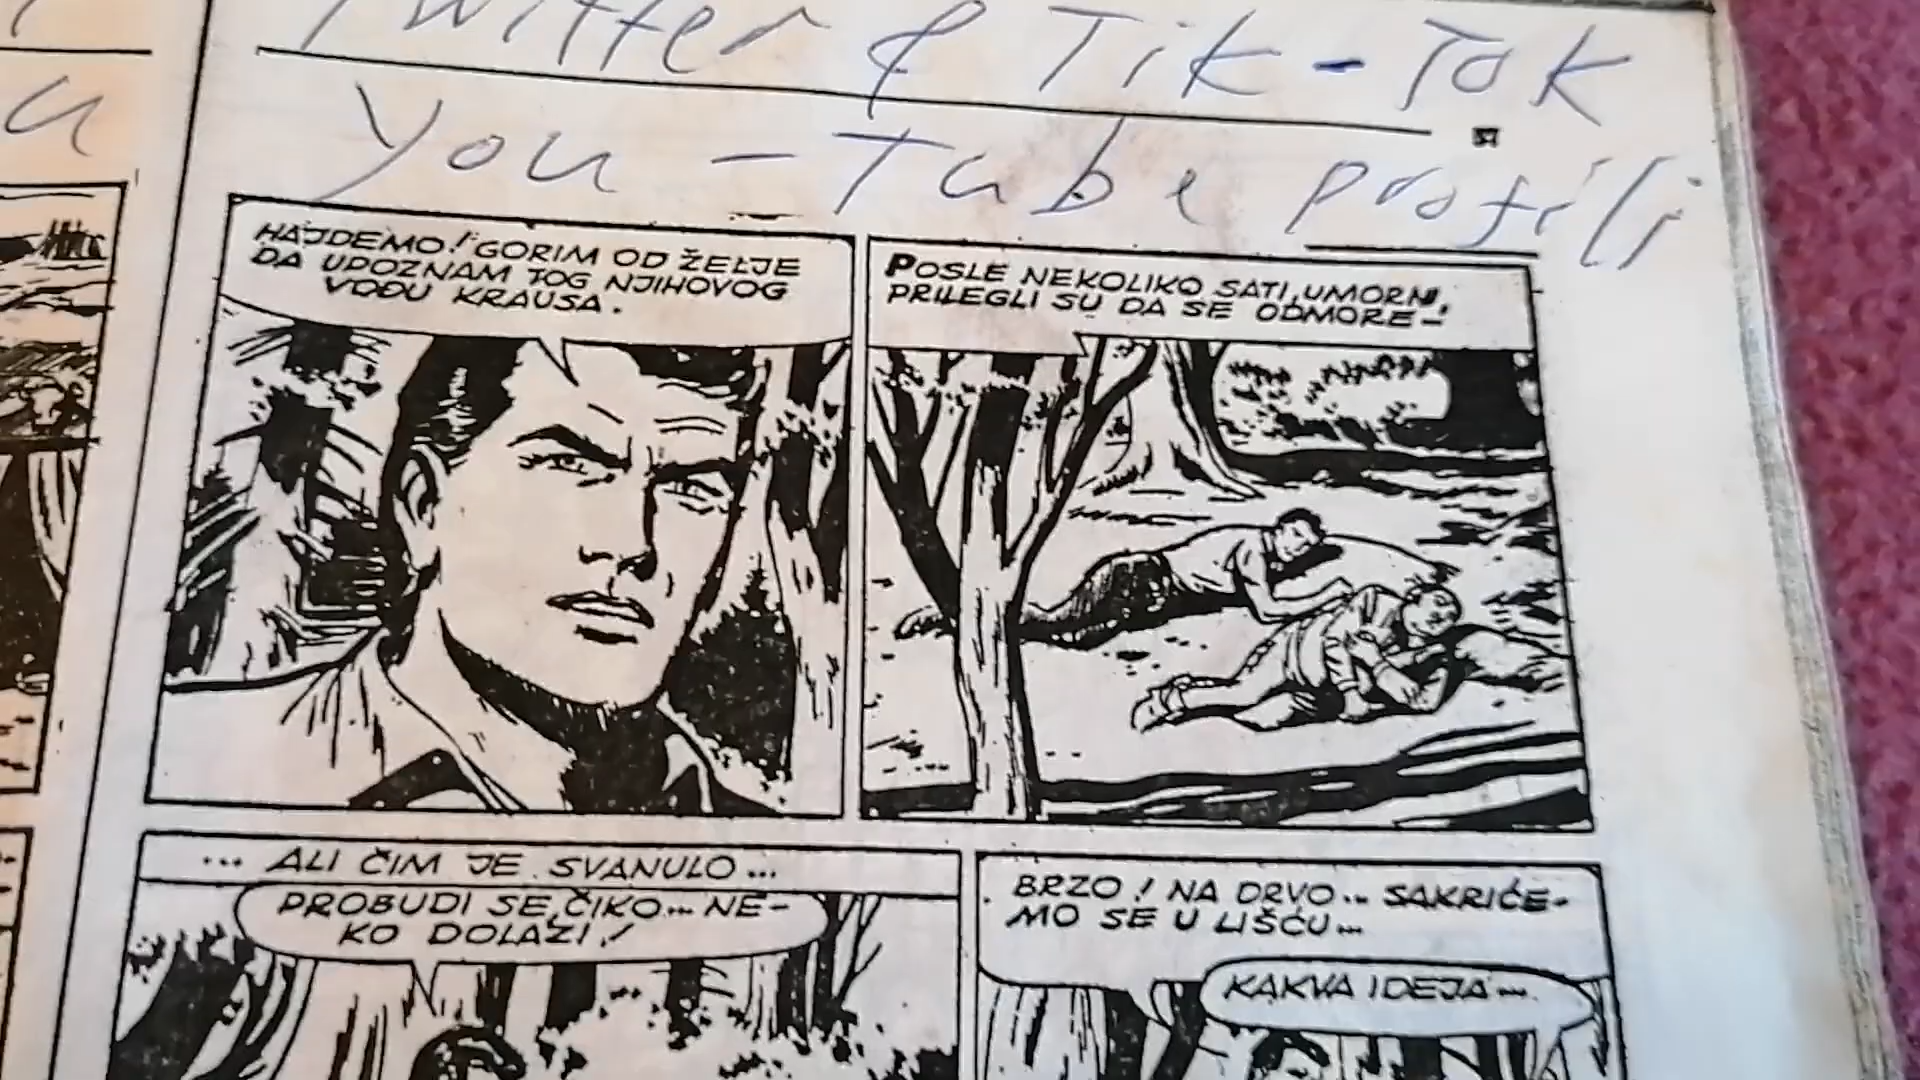 Twitter & Tik-Tok
You-Tube profili
u
HAJDEMO! GORIM OD ŽELJE
DA UPOZNAM TOG NJIHOVOG
VOĐU KRAUSA.
POSLE NEKOLIKO SATI, UMORNI,
PRILEGLI SU DA SE ODMORE-
... ALI ČIM JE SVANULO ...
PROBUDI SE, ČIKO... NE-
KO DOLAZI!
BRZO! NA DRVO... SAKRIĆE-
MO SE U LIŠĆU...
KAKVA IDEJA...